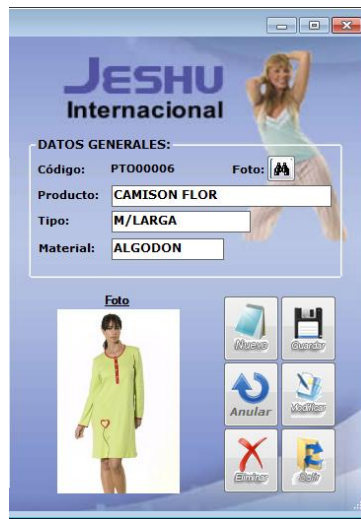 JESHU
Internacional
DATOS GENERALES:
Código: PTO00006 Foto:
Producto: CAMISON FLOR
Tipo: M/LARGA
Material: ALGODON
Foto
Nuevo Guardar
Anular Modificar
Eliminar Salir